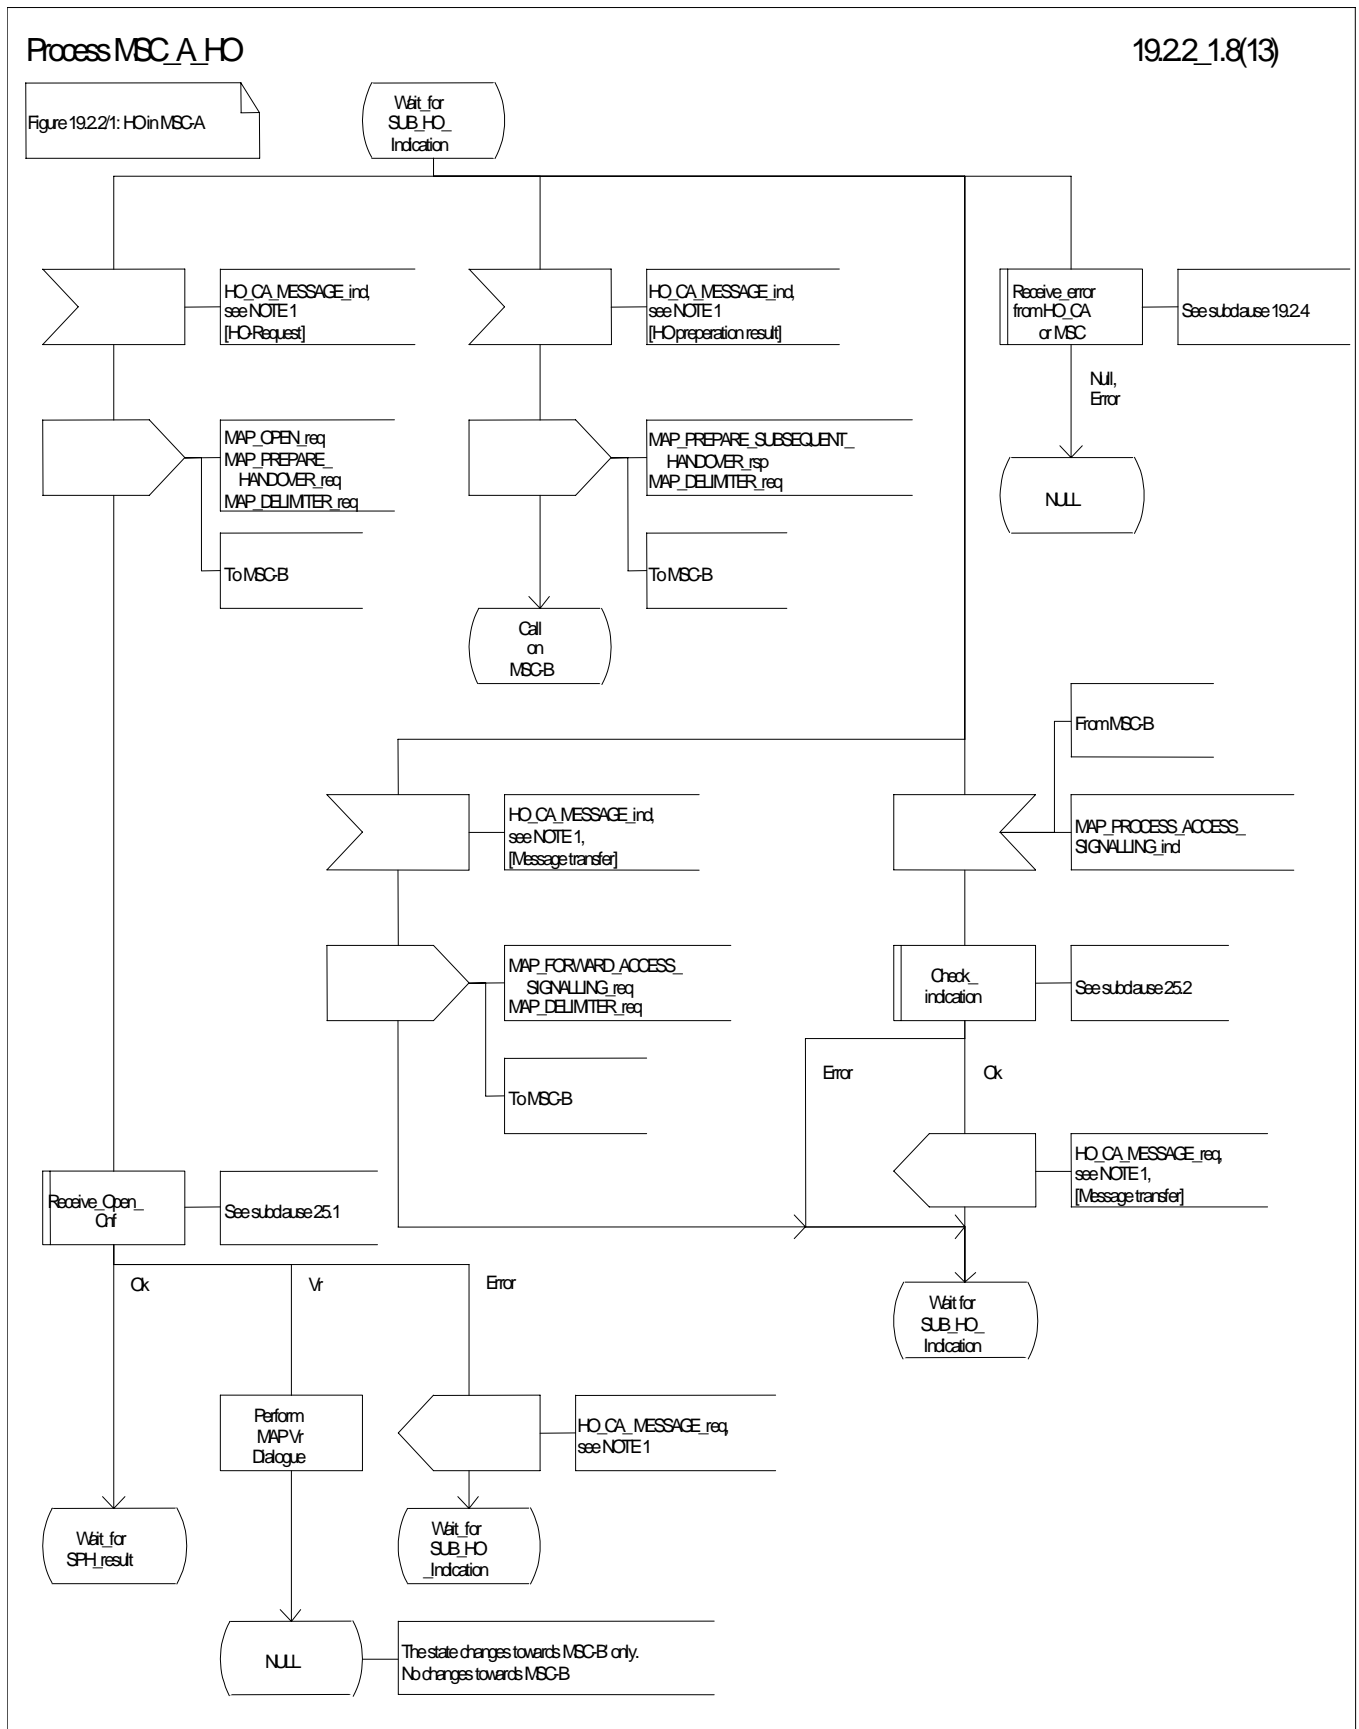 Process MSC_A_HO
19.2.2_1.8(13)
Figure 19.2.2/1: HO in MSC-A
Wait_for
SUB_HO_
Indication
HO_CA_MESSAGE_ind,
see NOTE 1
[HO-Request]
HO_CA_MESSAGE_ind,
see NOTE 1
[HO preperation result]
Receive_error
from HO_CA
or MSC
See subclause 19.2.4
Null,
Error
MAP_OPEN_req
MAP_PREPARE_
HANDOVER_req
MAP_DELIMITER_req
MAP_PREPARE_SUBSEQUENT_
HANDOVER_rsp
MAP_DELIMITER_req
NULL
To MSC-B'
To MSC-B
Call
on
MSC-B
From MSC-B
HO_CA_MESSAGE_ind,
see NOTE 1,
[Message transfer]
MAP_PROCESS_ACCESS_
SIGNALLING_ind
MAP_FORWARD_ACCESS_
SIGNALLING_req
MAP_DELIMITER_req
Check_
indication
See subclause 25.2
Error
Ok
To MSC-B
HO_CA_MESSAGE_req,
see NOTE 1,
[Message transfer]
Receive_Open_
Cnf
See subclause 25.1
Ok
Vr
Error
Wait for
SUB_HO_
Indication
Perform
MAP Vr
Dialogue
HO_CA_MESSAGE_req,
see NOTE 1
Wait_for
SPH_result
Wait_for
SUB_HO
_Indication
NULL
The state changes towards MSC-B' only.
No changes towards MSC-B